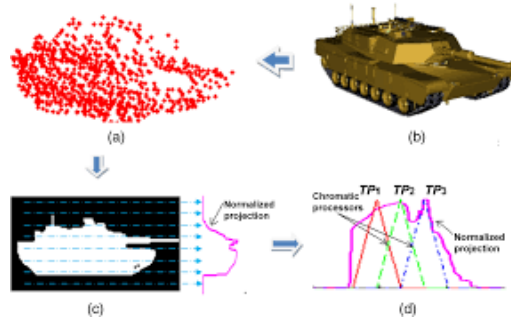 (a)
(b)
Normalized
projection
(c)
TP1 TP2 TP3
Chromatic
processors
Normalized
projection
(d)